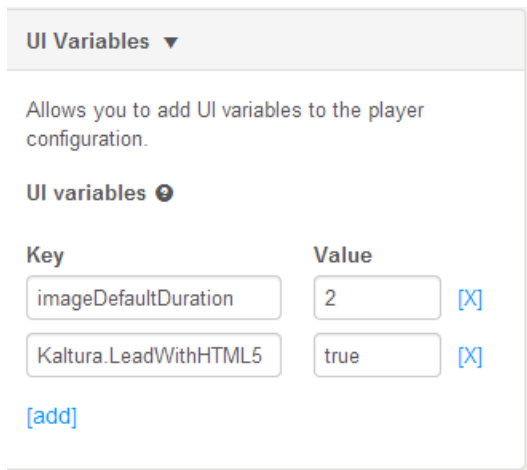 UI Variables ▼
Allows you to add UI variables to the player
configuration.
UI variables ?
Key Value
imageDefaultDuration 2 [X]
Kaltura.LeadWithHTML5 true [X]
[add]